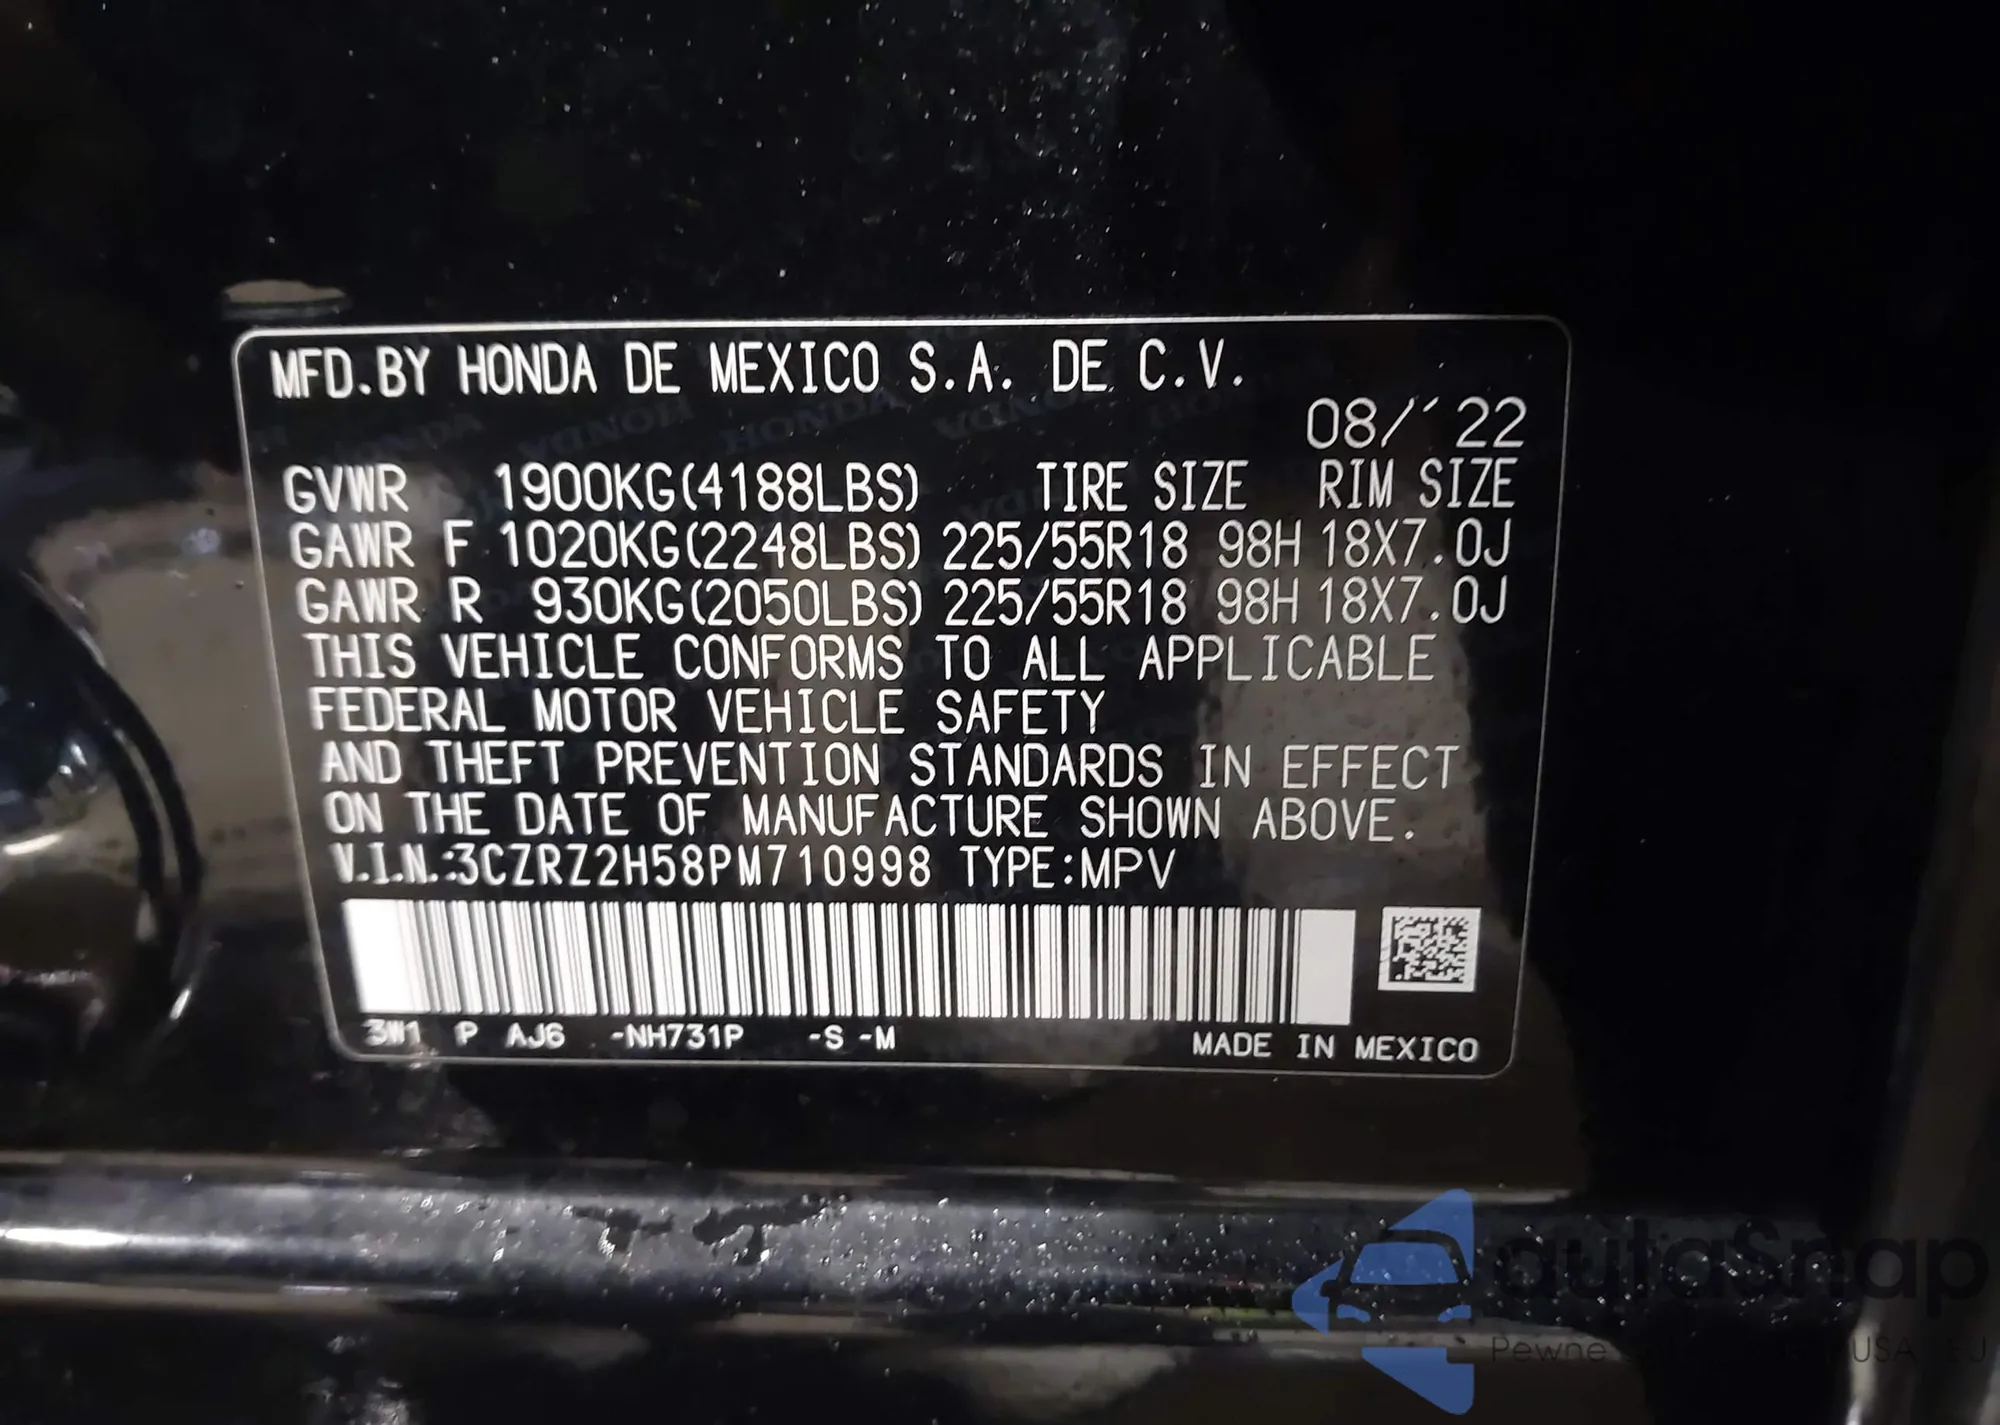 MFD.BY HONDA DE MEXICO S.A. DE C.V.
08/´22
GVWR 1900KG(4188LBS) TIRE SIZE RIM SIZE
GAWR F 1020KG(2248LBS) 225/55R18 98H 18X7.0J
GAWR R 930KG(2050LBS) 225/55R18 98H 18X7.0J
THIS VEHICLE CONFORMS TO ALL APPLICABLE
FEDERAL MOTOR VEHICLE SAFETY
AND THEFT PREVENTION STANDARDS IN EFFECT
ON THE DATE OF MANUFACTURE SHOWN ABOVE.
V.I.N.:3CZRZ2H58PM710998 TYPE:MPV
3W1 P AJ6 -NH731P -S -M MADE IN MEXICO
autaSnap
Pewne USA